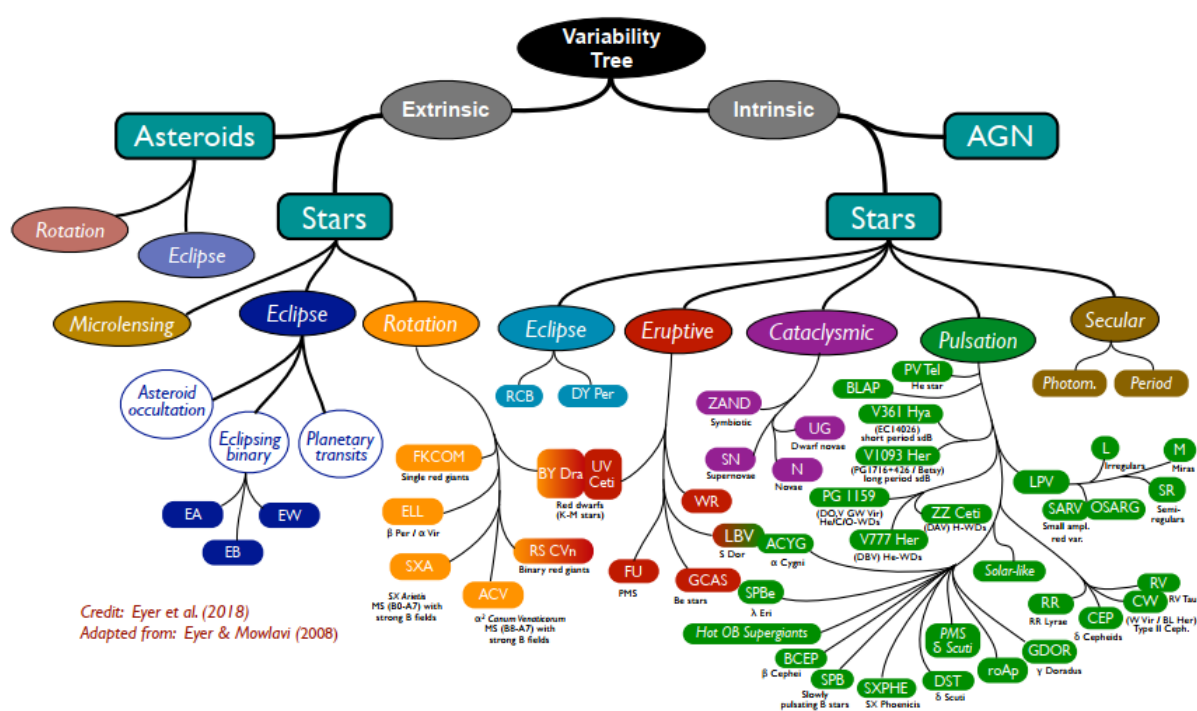 Variability
Tree
Extrinsic
Intrinsic
Asteroids
AGN
Rotation
Eclipse
Stars
Stars
Microlensing
Eclipse
Rotation
Eclipse
Eruptive
Cataclysmic
Pulsation
Secular
Asteroid
occultation
Eclipsing
binary
Planetary
transits
EA
EB
EW
FKCOM
Single red giants
ELL
β Per / α Vir
SXA
SX Arietis
MS (B0-A7) with
strong B fields
ACV
α² Canum Venaticorum
MS (B8-A7) with
strong B fields
RS CVn
Binary red giants
BY Dra
UV
Ceti
Red dwarfs
(K-M stars)
RCB
DY Per
FU
PMS
WR
LBV
S Dor
GCAS
Be stars
ZAND
Symbiotic
SN
Supernovae
UG
Dwarf novae
N
Novae
PV Tel
He star
BLAP
V361 Hya
(EC14026)
short period sdB
V1093 Her
(PG1716+426 / Betsy)
long period sdB
PG 1159
(DO,V GW Vir)
He/C/O-WDs
ZZ Ceti
(DAV) H-WDs
V777 Her
(DBV) He-WDs
ACYG
α Cygni
SPBe
λ Eri
Hot OB Supergiants
BCEP
β Cephei
SPB
Slowly
pulsating B stars
SXPHE
SX Phoenicis
DST
δ Scuti
PMS
δ Scuti
roAp
GDOR
γ Doradus
Solar-like
RR
RR Lyrae
CEP
δ Cepheids
RV
RV Tau
CW
(W Vir / BL Her)
Type II Ceph.
LPV
L
Irregulars
M
Miras
SR
Semi-
regulars
SARV
Small ampl.
red var.
OSARG
Photom.
Period
Credit: Eyer et al. (2018)
Adapted from: Eyer & Mowlavi (2008)